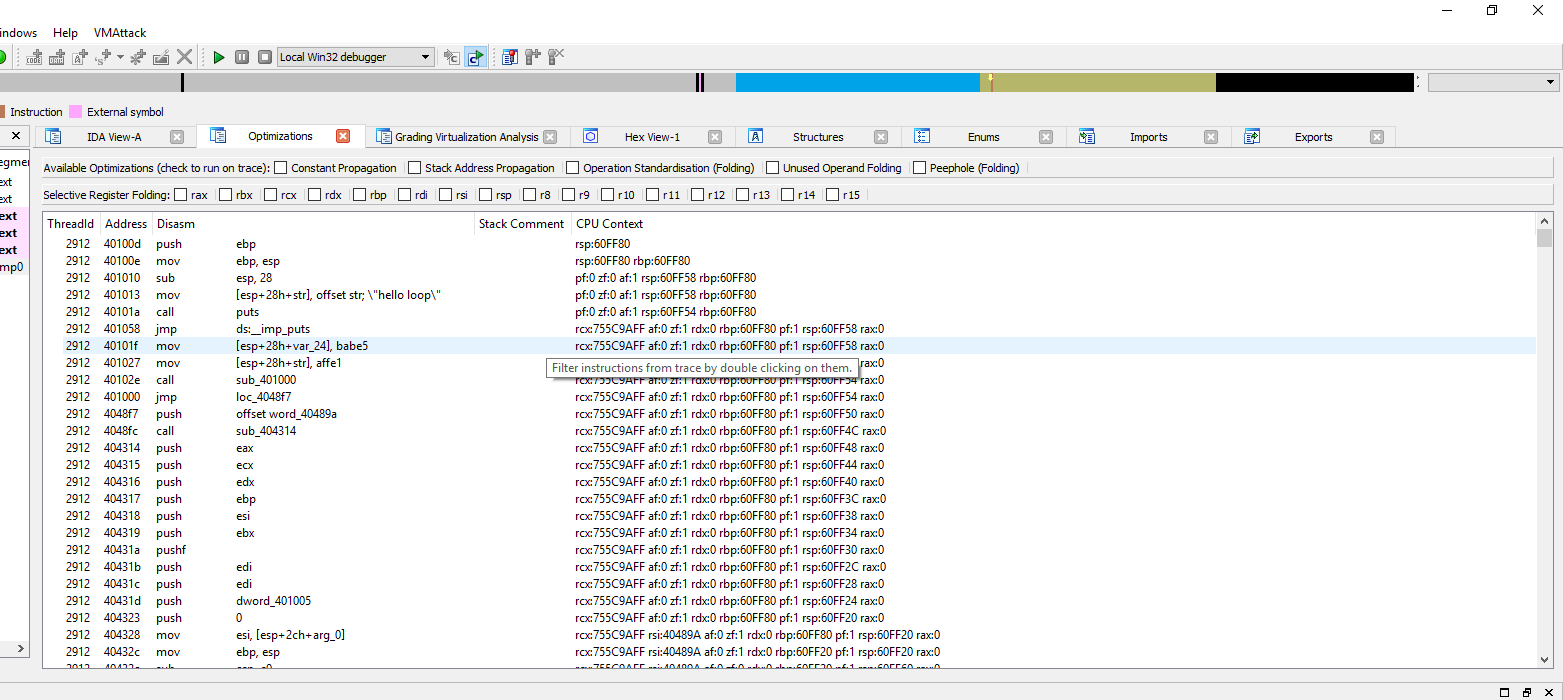 indows Help VMAttack
Local Win32 debugger
Instruction External symbol
IDA View-A Optimizations Grading Virtualization Analysis Hex View-1 Structures Enums Imports Exports
Available Optimizations (check to run on trace): Constant Propagation Stack Address Propagation Operation Standardisation (Folding) Unused Operand Folding Peephole (Folding)
Selective Register Folding: rax rbx rcx rdx rbp rdi rsi rsp r8 r9 r10 r11 r12 r13 r14 r15
egmer
ext
ext
ext
ext
ext
mp0
ThreadId Address Disasm Stack Comment CPU Context
2912 40100d push ebp rsp:60FF80
2912 40100e mov ebp, esp rsp:60FF80 rbp:60FF80
2912 401010 sub esp, 28 pf:0 zf:0 af:1 rsp:60FF58 rbp:60FF80
2912 401013 mov [esp+28h+str], offset str; \"hello loop\" pf:0 zf:0 af:1 rsp:60FF58 rbp:60FF80
2912 40101a call puts pf:0 zf:0 af:1 rsp:60FF54 rbp:60FF80
2912 401058 jmp ds:__imp_puts rcx:755C9AFF af:0 zf:1 rdx:0 rbp:60FF80 pf:1 rsp:60FF58 rax:0
2912 40101f mov [esp+28h+var_24], babe5 rcx:755C9AFF af:0 zf:1 rdx:0 rbp:60FF80 pf:1 rsp:60FF58 rax:0
2912 401027 mov [esp+28h+str], affe1 rax:0
Filter instructions from trace by double clicking on them.
2912 40102e call sub_401000 rcx:755C9AFF af:0 zf:1 rdx:0 rbp:60FF80 pf:1 rsp:60FF54 rax:0
2912 401000 jmp loc_4048f7 rcx:755C9AFF af:0 zf:1 rdx:0 rbp:60FF80 pf:1 rsp:60FF54 rax:0
2912 4048f7 push offset word_40489a rcx:755C9AFF af:0 zf:1 rdx:0 rbp:60FF80 pf:1 rsp:60FF50 rax:0
2912 4048fc call sub_404314 rcx:755C9AFF af:0 zf:1 rdx:0 rbp:60FF80 pf:1 rsp:60FF4C rax:0
2912 404314 push eax rcx:755C9AFF af:0 zf:1 rdx:0 rbp:60FF80 pf:1 rsp:60FF48 rax:0
2912 404315 push ecx rcx:755C9AFF af:0 zf:1 rdx:0 rbp:60FF80 pf:1 rsp:60FF44 rax:0
2912 404316 push edx rcx:755C9AFF af:0 zf:1 rdx:0 rbp:60FF80 pf:1 rsp:60FF40 rax:0
2912 404317 push ebp rcx:755C9AFF af:0 zf:1 rdx:0 rbp:60FF80 pf:1 rsp:60FF3C rax:0
2912 404318 push esi rcx:755C9AFF af:0 zf:1 rdx:0 rbp:60FF80 pf:1 rsp:60FF38 rax:0
2912 404319 push ebx rcx:755C9AFF af:0 zf:1 rdx:0 rbp:60FF80 pf:1 rsp:60FF34 rax:0
2912 40431a pushf rcx:755C9AFF af:0 zf:1 rdx:0 rbp:60FF80 pf:1 rsp:60FF30 rax:0
2912 40431b push edi rcx:755C9AFF af:0 zf:1 rdx:0 rbp:60FF80 pf:1 rsp:60FF2C rax:0
2912 40431c push edi rcx:755C9AFF af:0 zf:1 rdx:0 rbp:60FF80 pf:1 rsp:60FF28 rax:0
2912 40431d push dword_401005 rcx:755C9AFF af:0 zf:1 rdx:0 rbp:60FF80 pf:1 rsp:60FF24 rax:0
2912 404323 push 0 rcx:755C9AFF af:0 zf:1 rdx:0 rbp:60FF80 pf:1 rsp:60FF20 rax:0
2912 404328 mov esi, [esp+2ch+arg_0] rcx:755C9AFF rsi:40489A af:0 zf:1 rdx:0 rbp:60FF80 pf:1 rsp:60FF20 rax:0
2912 40432c mov ebp, esp rcx:755C9AFF rsi:40489A af:0 zf:1 rdx:0 rbp:60FF20 pf:1 rsp:60FF20 rax:0